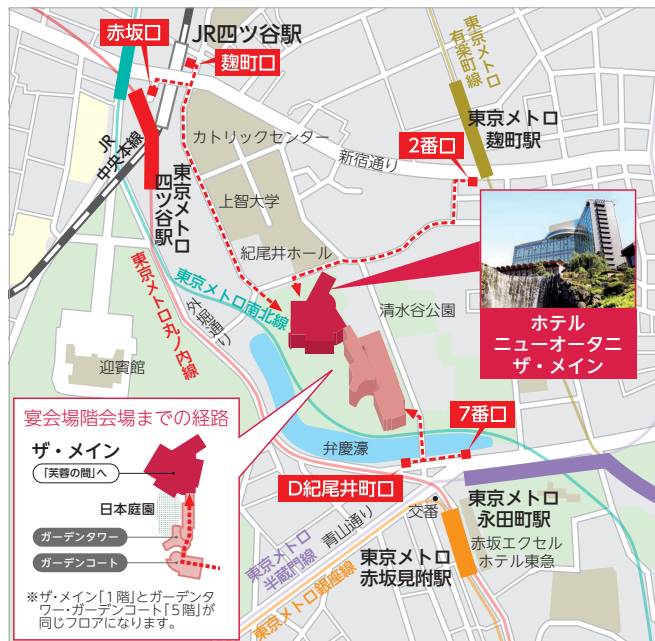 赤坂口
JR四ツ谷駅
麹町口
東京メトロ
有楽町線
東京メトロ
麹町駅
カトリックセンター
新宿通り
2番口
JR
中央本線
東京メトロ
四ツ谷駅
上智大学
紀尾井ホール
東京メトロ南北線
外堀通り
東京メトロ丸ノ内線
清水谷公園
迎賓館
ホテル
ニューオータニ
ザ・メイン
宴会場階会場までの経路
ザ・メイン
「芙蓉の間」へ
日本庭園
ガーデンタワー
ガーデンコート
※ザ・メイン「1階」とガーデンタ
ワー・ガーデンコート「5階」が
同じフロアになります。
7番口
弁慶濠
D紀尾井町口
東京メトロ
永田町駅
交番
青山通り
東京メトロ
半蔵門線
東京メトロ銀座線
東京メトロ
赤坂見附駅
赤坂エクセル
ホテル東急